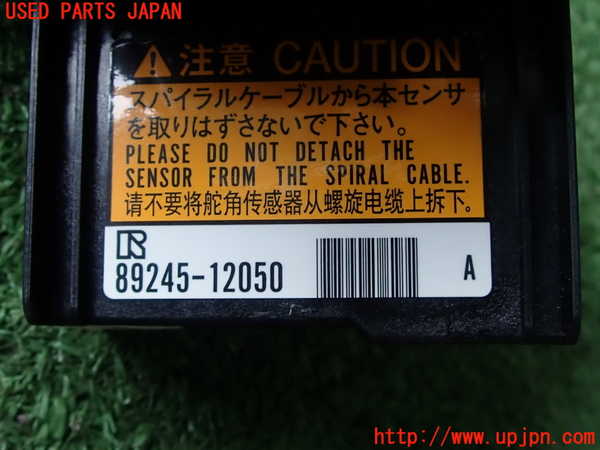 USED PARTS JAPAN
注意 CAUTION
スパイラルケーブルから本センサ
を取りはずさないで下さい。
PLEASE DO NOT DETACH THE
SENSOR FROM THE SPIRAL CABLE.
请不要将舵角传感器从螺旋电缆上拆下。
R
89245-12050 A
http://www.upjpn.com/